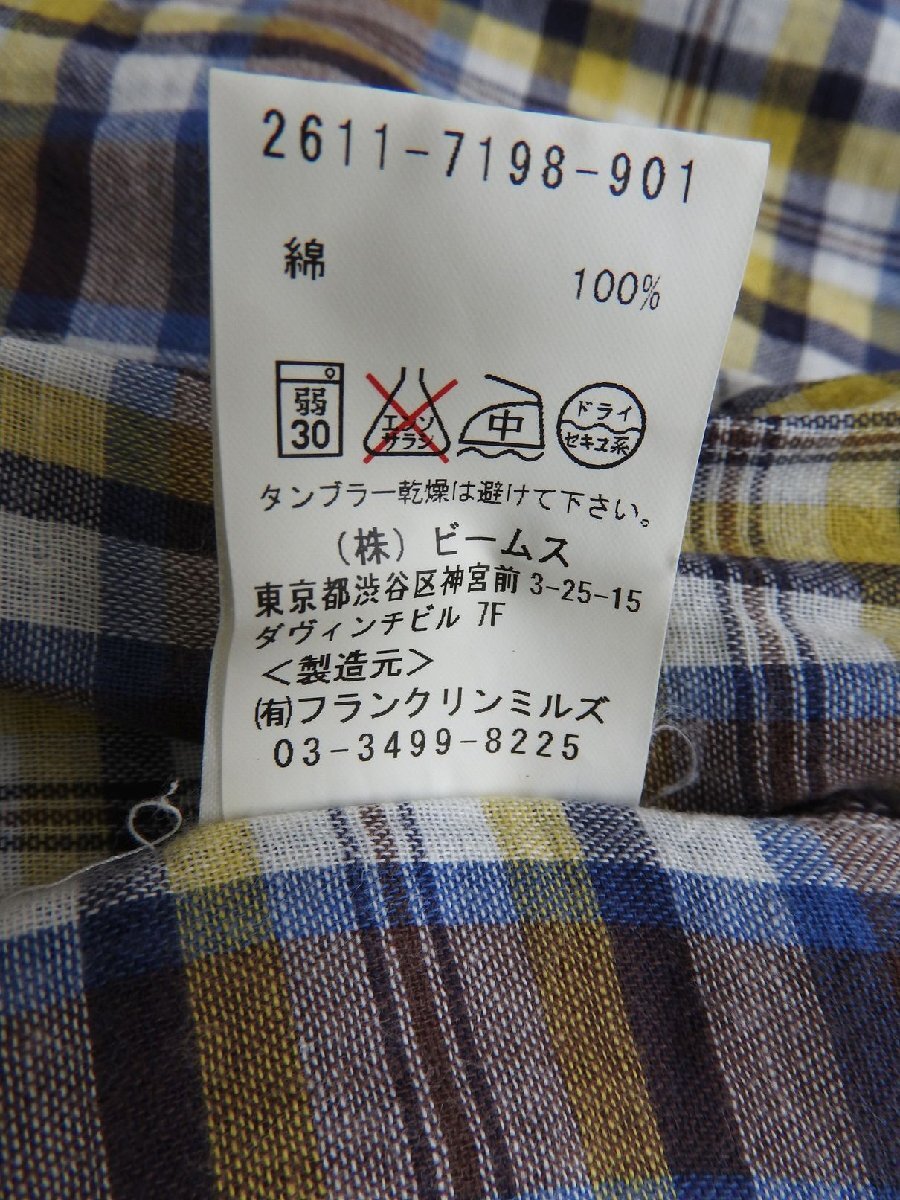 2611-7198-901
綿 100%
弱
30
エンソ
サラシ
中
ドライ
セキユ系
タンブラー乾燥は避けて下さい。
(株) ビームス
東京都渋谷区神宮前 3-25-15
ダヴィンチビル 7F
<製造元>
(有)フランクリンミルズ
03-3499-8225